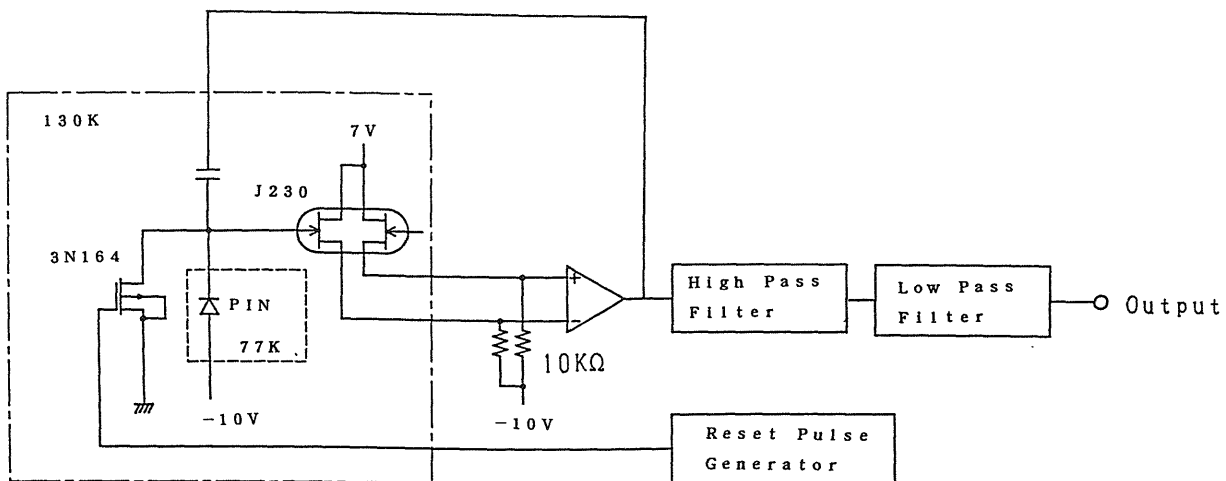 130K
7V
J230
3N164
PIN
77K
-10V
+
-
10KΩ
-10V
High Pass
Filter
Low Pass
Filter
Output
Reset Pulse
Generator